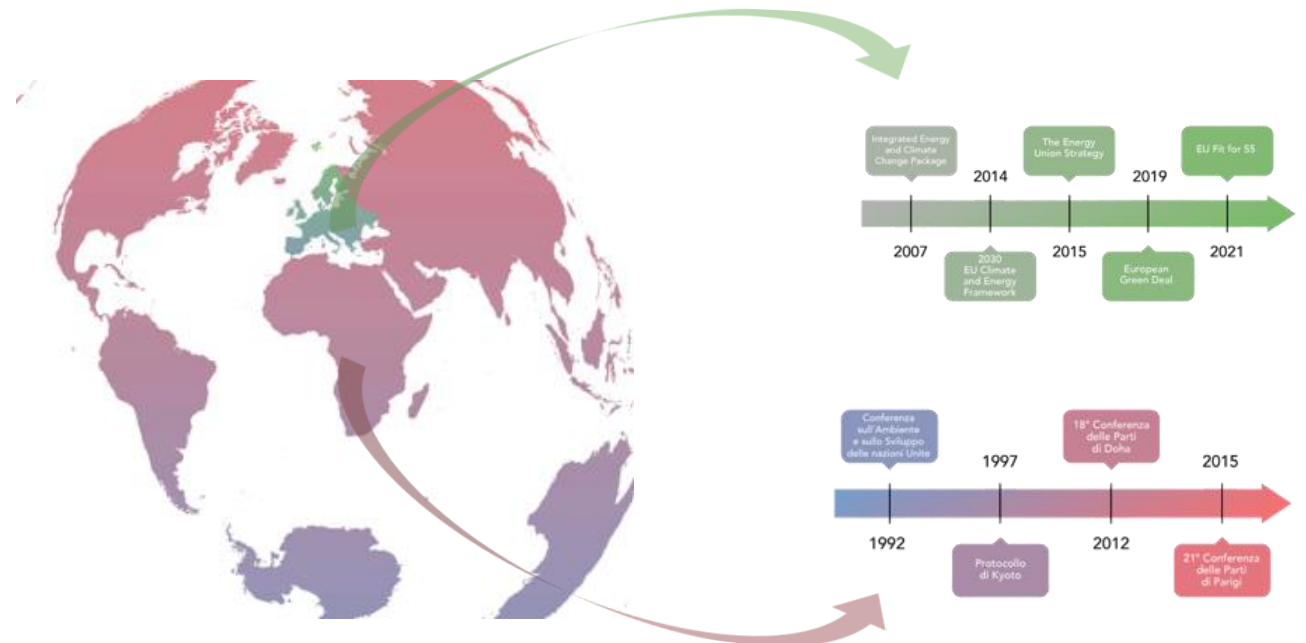 Integrated Energy
and Climate
Change Package
The Energy
Union Strategy
EU Fit for 55
2014
2019
2007
2015
2021
2030
EU Climate
and Energy
Framework
European
Green Deal
Conferenza
sull'Ambiente
e sullo Sviluppo
delle nazioni Unite
18° Conferenza
delle Parti
di Doha
1997
2015
1992
2012
Protocollo
di Kyoto
21° Conferenza
delle Parti
di Parigi